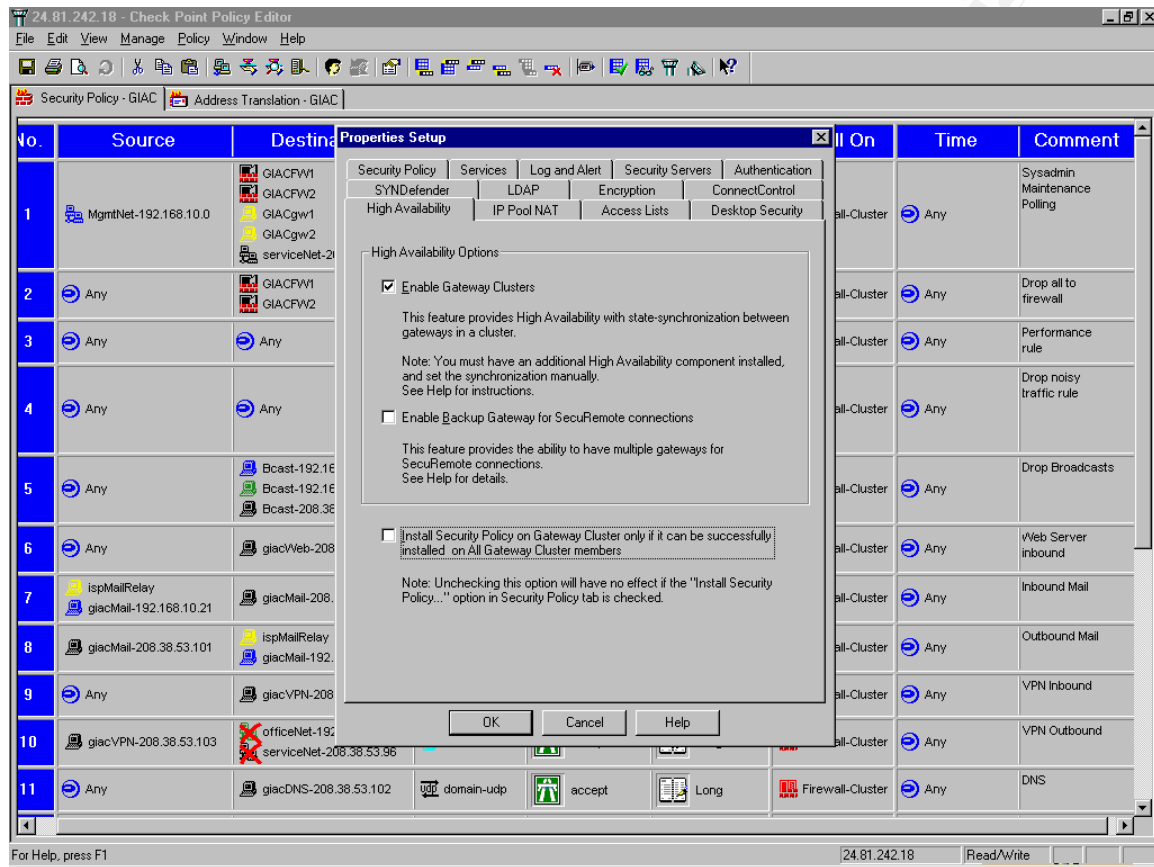 24.81.242.18 - Check Point Policy Editor
File Edit View Manage Policy Window Help
Security Policy - GIAC
Address Translation - GIAC
No. Source Destina ll On Time Comment
1
MgmtNet-192.168.10.0
GIACFW1
GIACFW2
GIACgw1
GIACgw2
serviceNet-2
all-Cluster
Any
Sysadmin
Maintenance
Polling
2
Any
GIACFW1
GIACFW2
all-Cluster
Any
Drop all to
firewall
3
Any
Any
all-Cluster
Any
Performance
rule
4
Any
Any
all-Cluster
Any
Drop noisy
traffic rule
5
Any
Bcast-192.16
Bcast-192.16
Bcast-208.38
all-Cluster
Any
Drop Broadcasts
6
Any
giacWeb-208
all-Cluster
Any
Web Server
inbound
7
ispMailRelay
giacMail-192.168.10.21
giacMail-208.
all-Cluster
Any
Inbound Mail
8
giacMail-208.38.53.101
ispMailRelay
giacMail-192.
all-Cluster
Any
Outbound Mail
9
Any
giacVPN-208
all-Cluster
Any
VPN Inbound
10
giacVPN-208.38.53.103
officeNet-192
serviceNet-208.38.53.96
all-Cluster
Any
VPN Outbound
11
Any
giacDNS-208.38.53.102
udp domain-udp
accept
Long
Firewall-Cluster
Any
DNS
Properties Setup
Security Policy Services Log and Alert Security Servers Authentication
SYNDefender LDAP Encryption ConnectControl
High Availability IP Pool NAT Access Lists Desktop Security
High Availability Options
Enable Gateway Clusters
This feature provides High Availability with state-synchronization between
gateways in a cluster.
Note: You must have an additional High Availability component installed,
and set the synchronization manually.
See Help for instructions.
Enable Backup Gateway for SecuRemote connections
This feature provides the ability to have multiple gateways for
SecuRemote connections.
See Help for details.
Install Security Policy on Gateway Cluster only if it can be successfully
installed on All Gateway Cluster members
Note: Unchecking this option will have no effect if the "Install Security
Policy..." option in Security Policy tab is checked.
OK Cancel Help
For Help, press F1
24.81.242.18 Read/Write